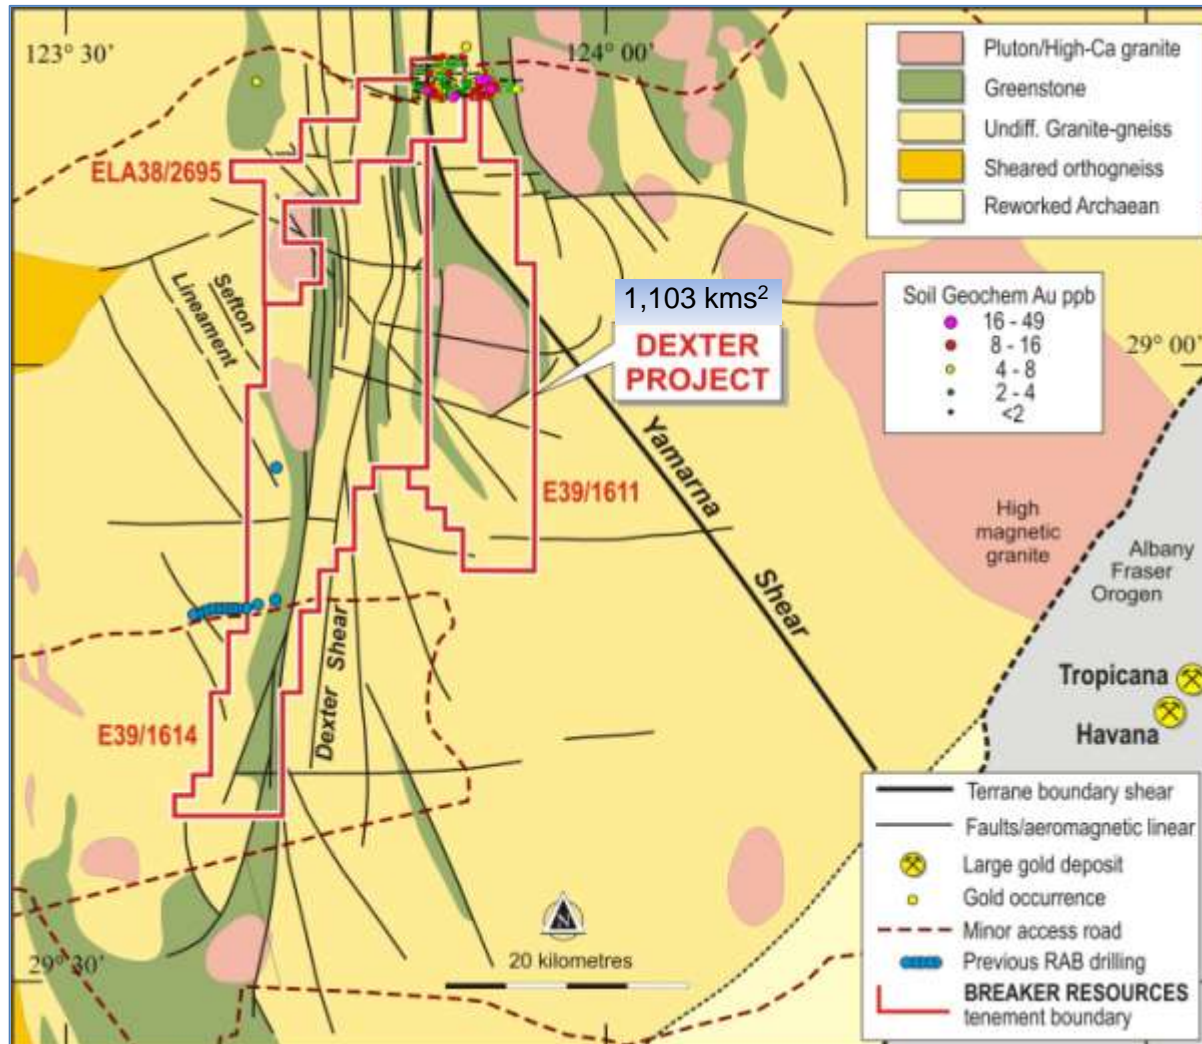 123° 30'
124° 00'
Pluton/High-Ca granite
Greenstone
Undiff. Granite-gneiss
Sheared orthogneiss
Reworked Archaean
ELA38/2695
Sefton
Lineament
1,103 kms²
DEXTER
PROJECT
Soil Geochem Au ppb
16 - 49
8 - 16
4 - 8
2 - 4
<2
29° 00'
Yamarna
Shear
E39/1611
High
magnetic
granite
Albany
Fraser
Orogen
Dexter Shear
E39/1614
Tropicana
Havana
Terrane boundary shear
Faults/aeromagnetic linear
Large gold deposit
Gold occurrence
Minor access road
Previous RAB drilling
BREAKER RESOURCES
tenement boundary
N
20 kilometres
29° 30'